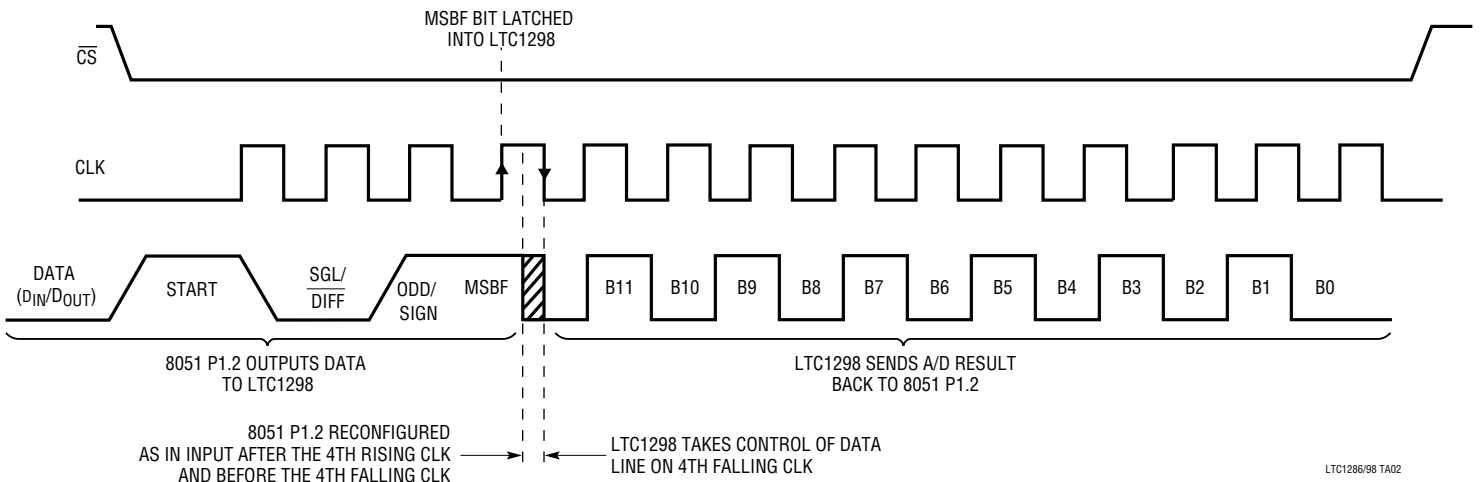 MSBF BIT LATCHED
INTO LTC1298
CS
CLK
DATA
(DIN/DOUT)
START
SGL/
DIFF
ODD/
SIGN
MSBF
B11
B10
B9
B8
B7
B6
B5
B4
B3
B2
B1
B0
8051 P1.2 OUTPUTS DATA
TO LTC1298
LTC1298 SENDS A/D RESULT
BACK TO 8051 P1.2
8051 P1.2 RECONFIGURED
AS IN INPUT AFTER THE 4TH RISING CLK
AND BEFORE THE 4TH FALLING CLK
LTC1298 TAKES CONTROL OF DATA
LINE ON 4TH FALLING CLK
LTC1286/98 TA02